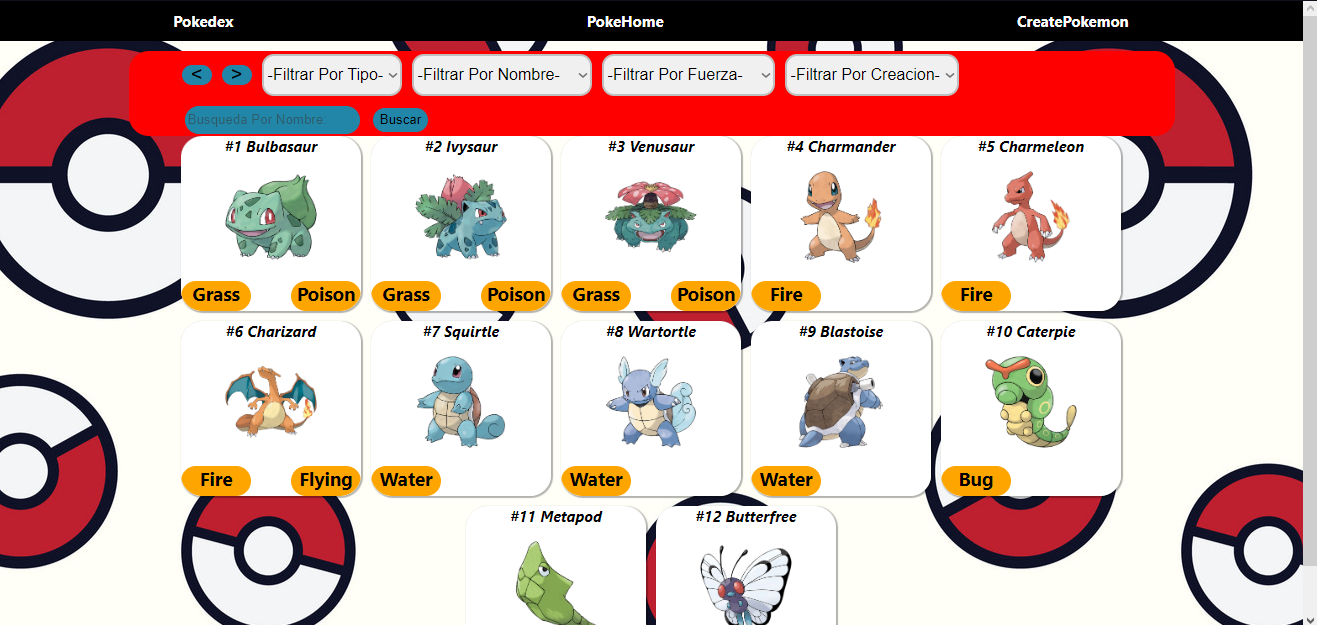 Pokedex PokeHome CreatePokemon
< > -Filtrar Por Tipo- -Filtrar Por Nombre- -Filtrar Por Fuerza- -Filtrar Por Creacion-
Busqueda Por Nombre: Buscar
#1 Bulbasaur #2 Ivysaur #3 Venusaur #4 Charmander #5 Charmeleon
Grass Poison Grass Poison Grass Poison Fire Fire
#6 Charizard #7 Squirtle #8 Wartortle #9 Blastoise #10 Caterpie
Fire Flying Water Water Water Bug
#11 Metapod #12 Butterfree